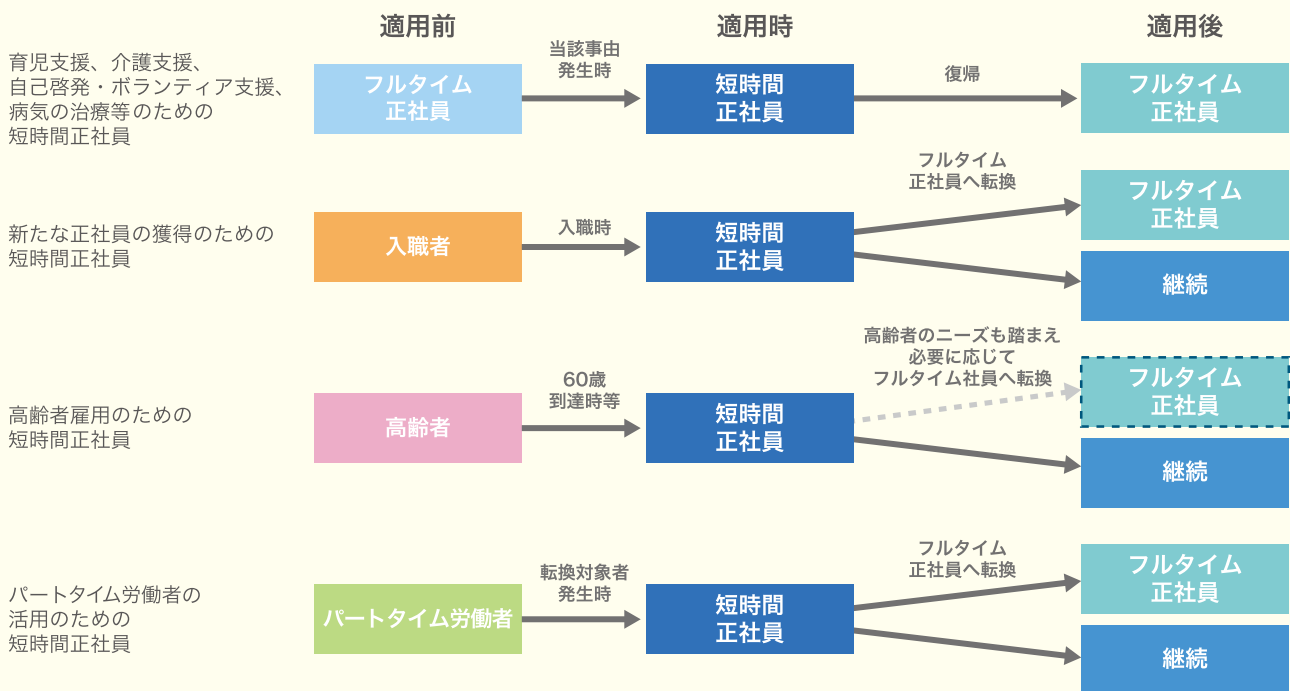 適用前
適用時
適用後
育児支援、介護支援、
自己啓発・ボランティア支援、
病気の治療等のための
短時間正社員
フルタイム
正社員
当該事由
発生時
短時間
正社員
復帰
フルタイム
正社員
新たな正社員の獲得のための
短時間正社員
入職者
入職時
短時間
正社員
フルタイム
正社員へ転換
フルタイム
正社員
継続
高齢者雇用のための
短時間正社員
高齢者
60歳
到達時等
短時間
正社員
高齢者のニーズも踏まえ
必要に応じて
フルタイム社員へ転換
フルタイム
正社員
継続
パートタイム労働者の
活用のための
短時間正社員
パートタイム労働者
転換対象者
発生時
短時間
正社員
フルタイム
正社員へ転換
フルタイム
正社員
継続